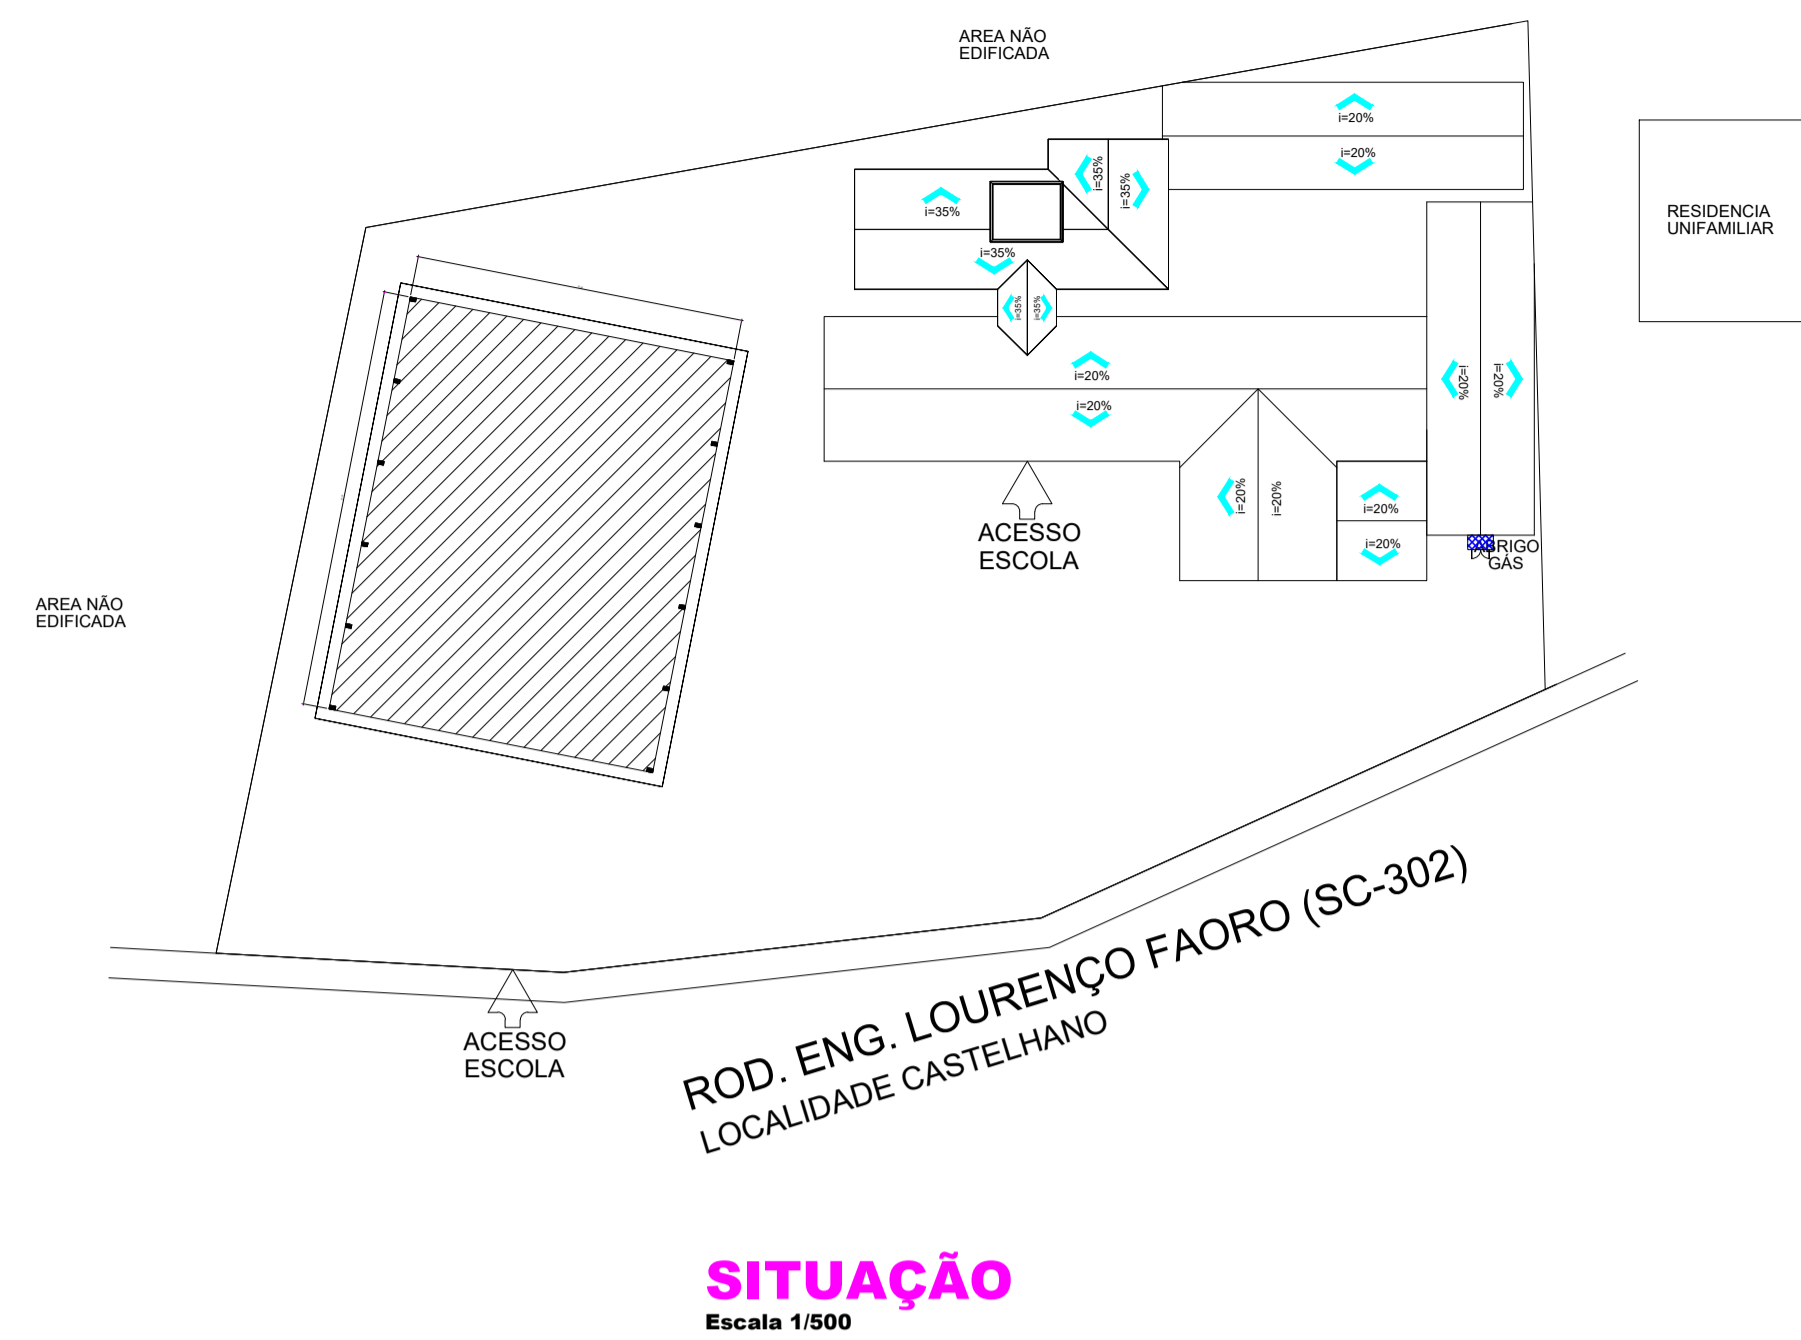 AREA NÃO
EDIFICADA
i=20%
i=20%
i=35%
i=35%
i=35%
i=35%
i=35%
i=35%
RESIDENCIA
UNIFAMILIAR
i=20%
i=20%
i=20%
i=20%
i=20%
i=20%
i=20%
i=20%
ACESSO
ESCOLA
ABRIGO
GÁS
AREA NÃO
EDIFICADA
ACESSO
ESCOLA
ROD. ENG. LOURENÇO FAORO (SC-302)
LOCALIDADE CASTELHANO
SITUAÇÃO
Escala 1/500